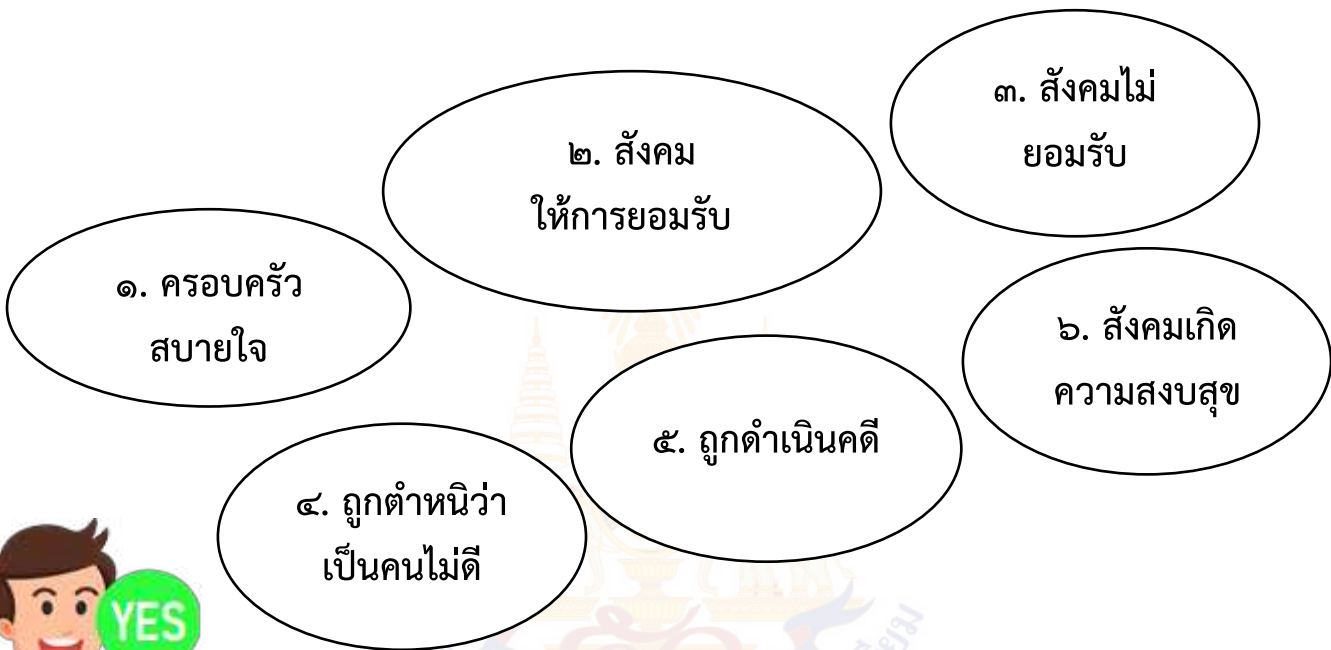 ๑. ครอบครัว
สบายใจ
๒. สังคม
ให้การยอมรับ
๓. สังคมไม่
ยอมรับ
๔. ถูกตำหนิว่า
เป็นคนไม่ดี
๕. ถูกดำเนินคดี
๖. สังคมเกิด
ความสงบสุข
YES